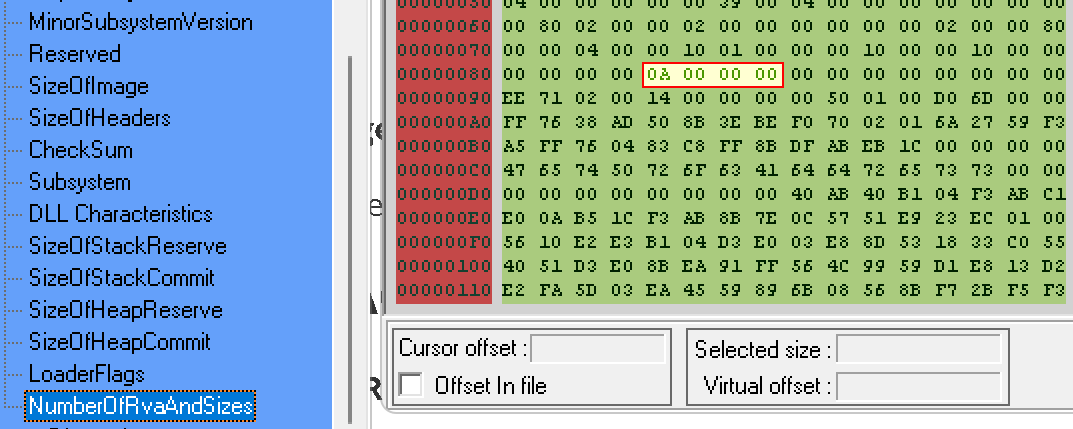 MinorSubsystemVersion
Reserved
SizeOfImage
SizeOfHeaders
CheckSum
Subsystem
DLL Characteristics
SizeOfStackReserve
SizeOfStackCommit
SizeOfHeapReserve
SizeOfHeapCommit
LoaderFlags
NumberOfRvaAndSizes
00000050 04 00 00 00 00 00 39 00 04 00 00 00 00 00 00 00
00000060 00 80 02 00 00 02 00 00 00 00 00 00 02 00 00 80
00000070 00 00 04 00 00 10 01 00 00 00 10 00 00 10 00 00
00000080 00 00 00 00 0A 00 00 00 00 00 00 00 00 00 00 00
00000090 EE 71 02 00 14 00 00 00 00 50 01 00 D0 6D 00 00
000000A0 FF 76 38 AD 50 8B 3E BE F0 70 02 01 6A 27 59 F3
000000B0 A5 FF 76 04 83 C8 FF 8B DF AB EB 1C 00 00 00 00
000000C0 47 65 74 50 72 6F 63 41 64 64 72 65 73 73 00 00
000000D0 00 00 00 00 00 00 00 00 40 AB 40 B1 04 F3 AB C1
000000E0 E0 0A B5 1C F3 AB 8B 7E 0C 57 51 E9 23 EC 01 00
000000F0 56 10 E2 E3 B1 04 D3 E0 03 E8 8D 53 18 33 C0 55
00000100 40 51 D3 E0 8B EA 91 FF 56 4C 99 59 D1 E8 13 D2
00000110 E2 FA 5D 03 EA 45 59 89 6B 08 56 8B F7 2B F5 F3
Cursor offset :
Selected size :
Offset In file
Virtual offset :